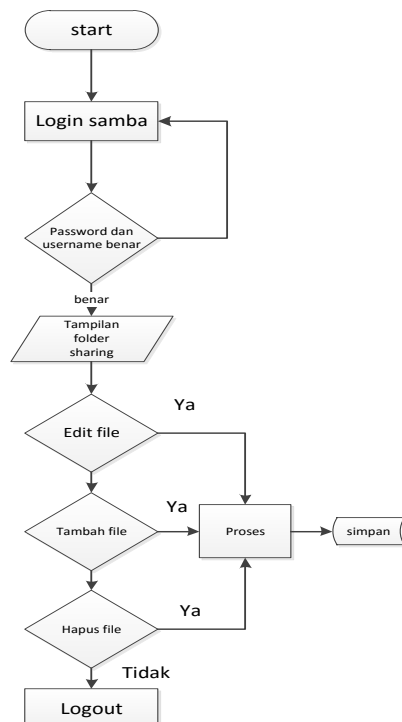 start
Login samba
Password dan
username benar
benar
Tampilan
folder
sharing
Ya
Edit file
Ya
Tambah file
Proses
simpan
Ya
Hapus file
Tidak
Logout